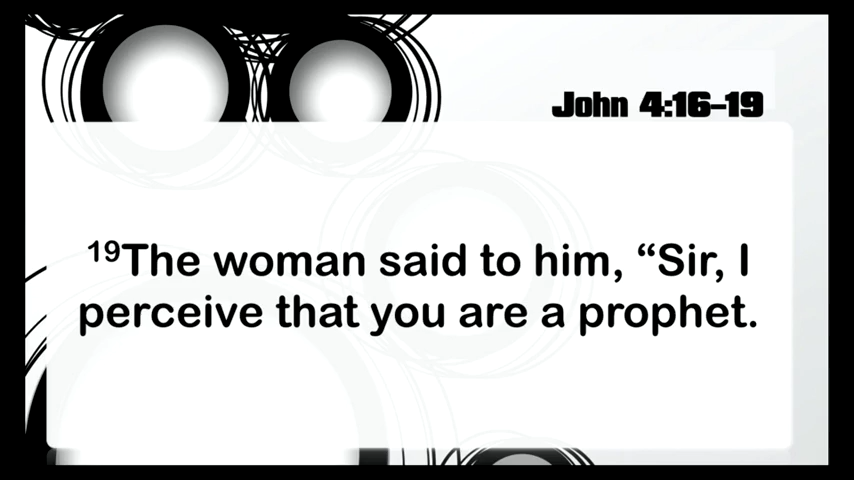 John 4:16–19
¹⁹The woman said to him, “Sir, I
perceive that you are a prophet.